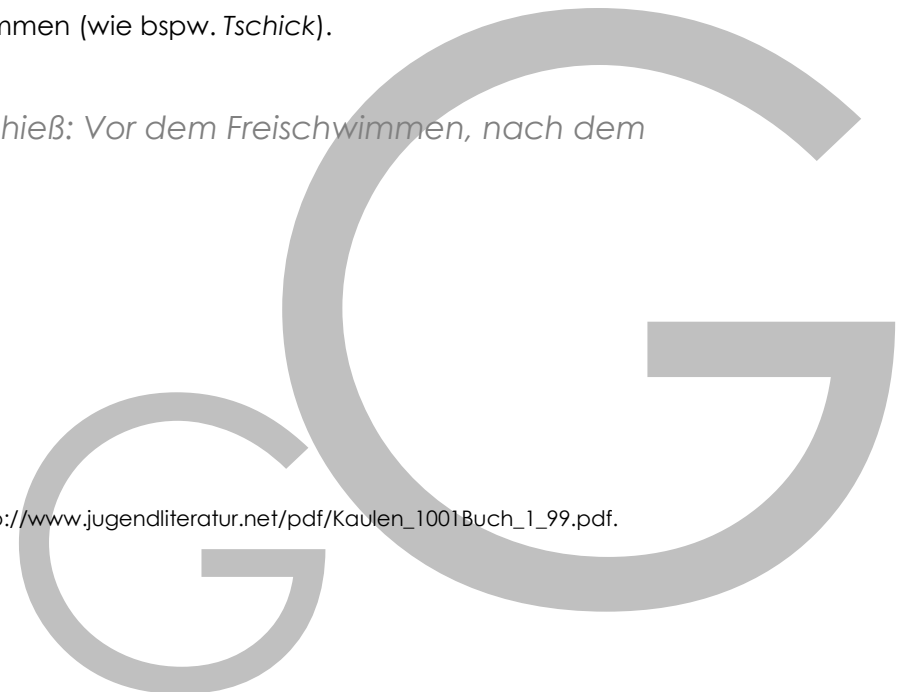 mmen (wie bspw. Tschick).
hieß: Vor dem Freischwimmen, nach dem
p://www.jugendliteratur.net/pdf/Kaulen_1001Buch_1_99.pdf.
G
G